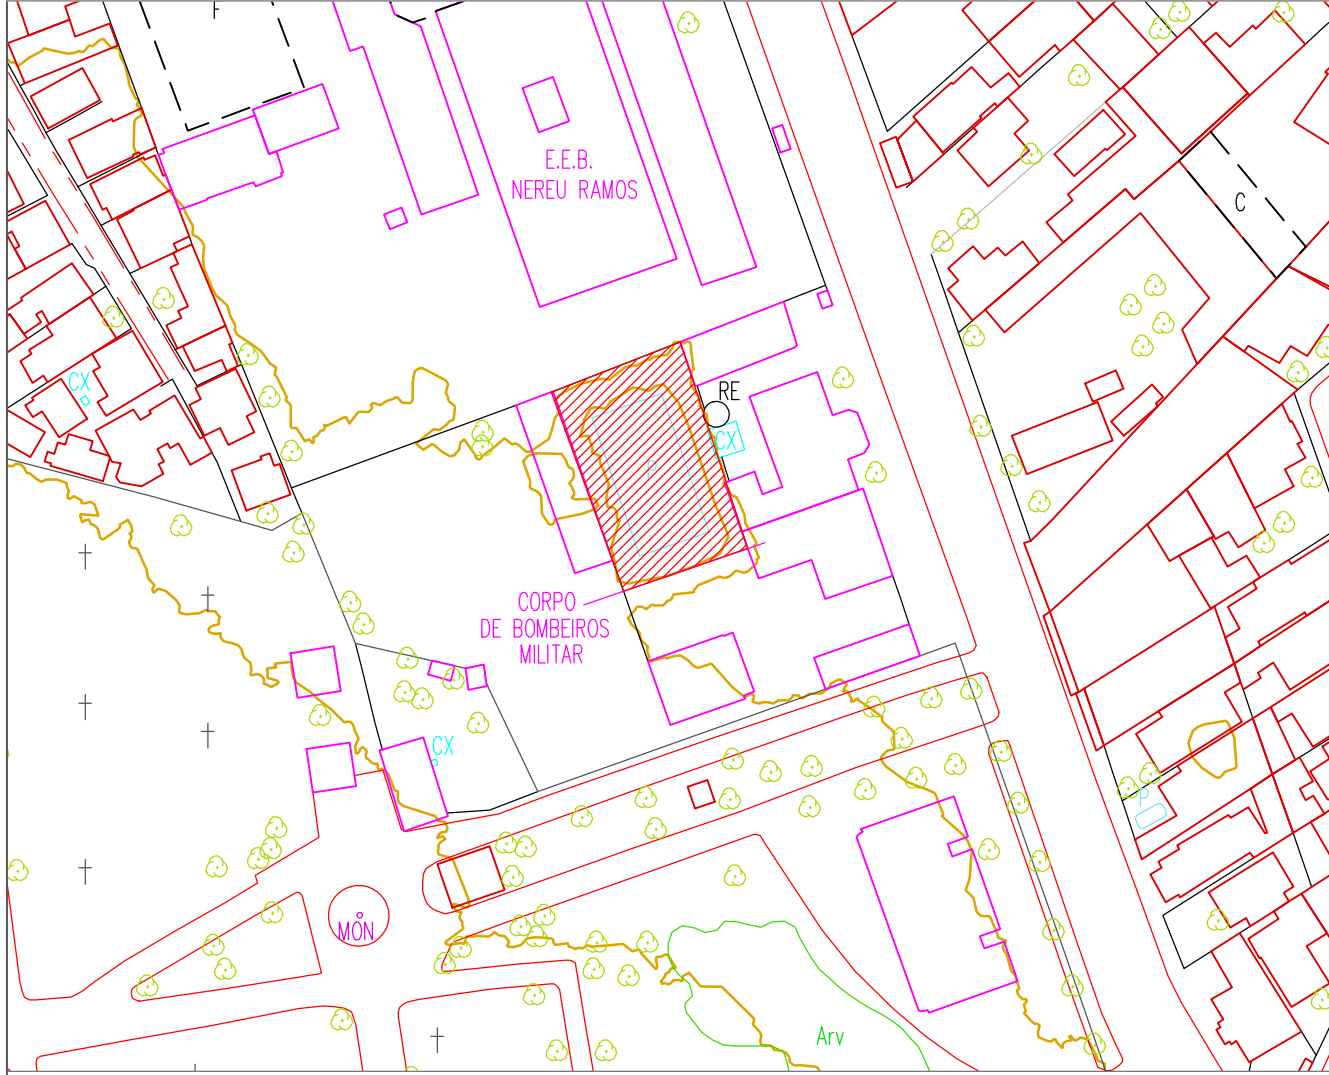 F
E.E.B.
NEREU RAMOS
C
CX
RE
CX
P
CORPO
DE BOMBEIROS
MILITAR
CX
P
MON
Arv